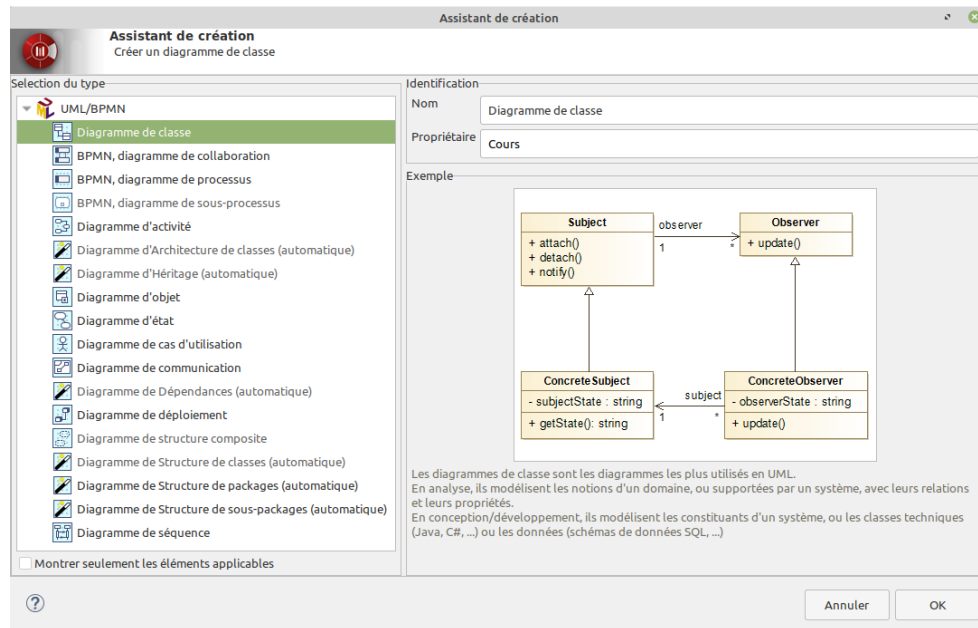 Assistant de création
Assistant de création
Créer un diagramme de classe
Selection du type
UML/BPMN
Diagramme de classe
BPMN, diagramme de collaboration
BPMN, diagramme de processus
BPMN, diagramme de sous-processus
Diagramme d'activité
Diagramme d'Architecture de classes (automatique)
Diagramme d'Héritage (automatique)
Diagramme d'objet
Diagramme d'état
Diagramme de cas d'utilisation
Diagramme de communication
Diagramme de Dépendances (automatique)
Diagramme de déploiement
Diagramme de structure composite
Diagramme de Structure de classes (automatique)
Diagramme de Structure de packages (automatique)
Diagramme de Structure de sous-packages (automatique)
Diagramme de séquence
Montrer seulement les éléments applicables
Identification
Nom
Diagramme de classe
Propriétaire
Cours
Exemple
Subject
+ attach()
+ detach()
+ notify()
observer
1
*
Observer
+ update()
ConcreteSubject
- subjectState : string
+ getState(): string
subject
1
*
ConcreteObserver
- observerState : string
+ update()
Les diagrammes de classe sont les diagrammes les plus utilisés en UML.
En analyse, ils modélisent les notions d'un domaine, ou supportées par un système, avec leurs relations
et leurs propriétés.
En conception/développement, ils modélisent les constituants d'un système, ou les classes techniques
(Java, C#, ...) ou les données (schémas de données SQL, ...)
?
Annuler
OK